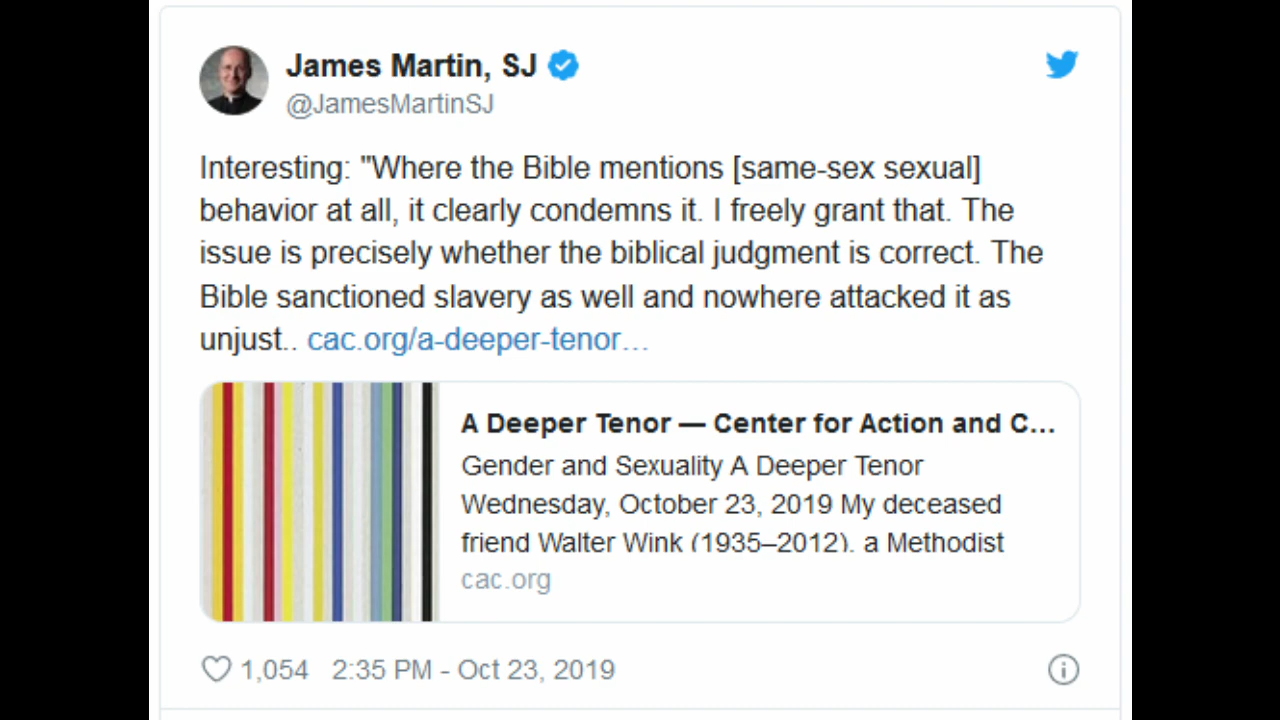 James Martin, SJ
@JamesMartinSJ
Interesting: "Where the Bible mentions [same-sex sexual]
behavior at all, it clearly condemns it. I freely grant that. The
issue is precisely whether the biblical judgment is correct. The
Bible sanctioned slavery as well and nowhere attacked it as
unjust.. cac.org/a-deeper-tenor…
A Deeper Tenor — Center for Action and C…
Gender and Sexuality A Deeper Tenor
Wednesday, October 23, 2019 My deceased
friend Walter Wink (1935–2012). a Methodist
cac.org
1,054 2:35 PM - Oct 23, 2019